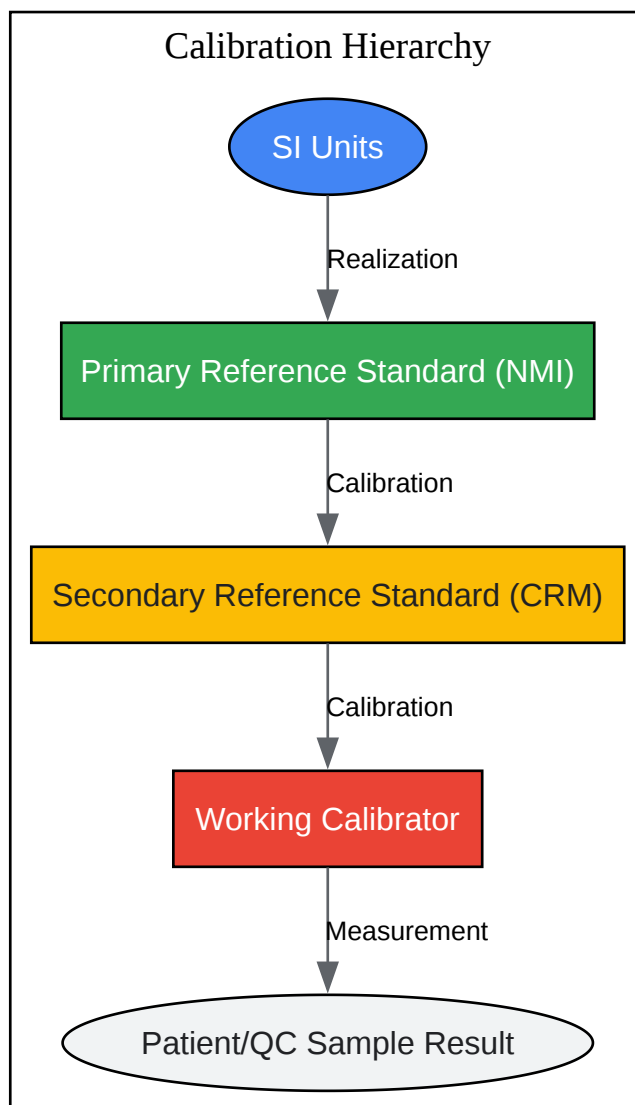 Calibration Hierarchy
SI Units
Realization
Primary Reference Standard (NMI)
Calibration
Secondary Reference Standard (CRM)
Calibration
Working Calibrator
Measurement
Patient/QC Sample Result